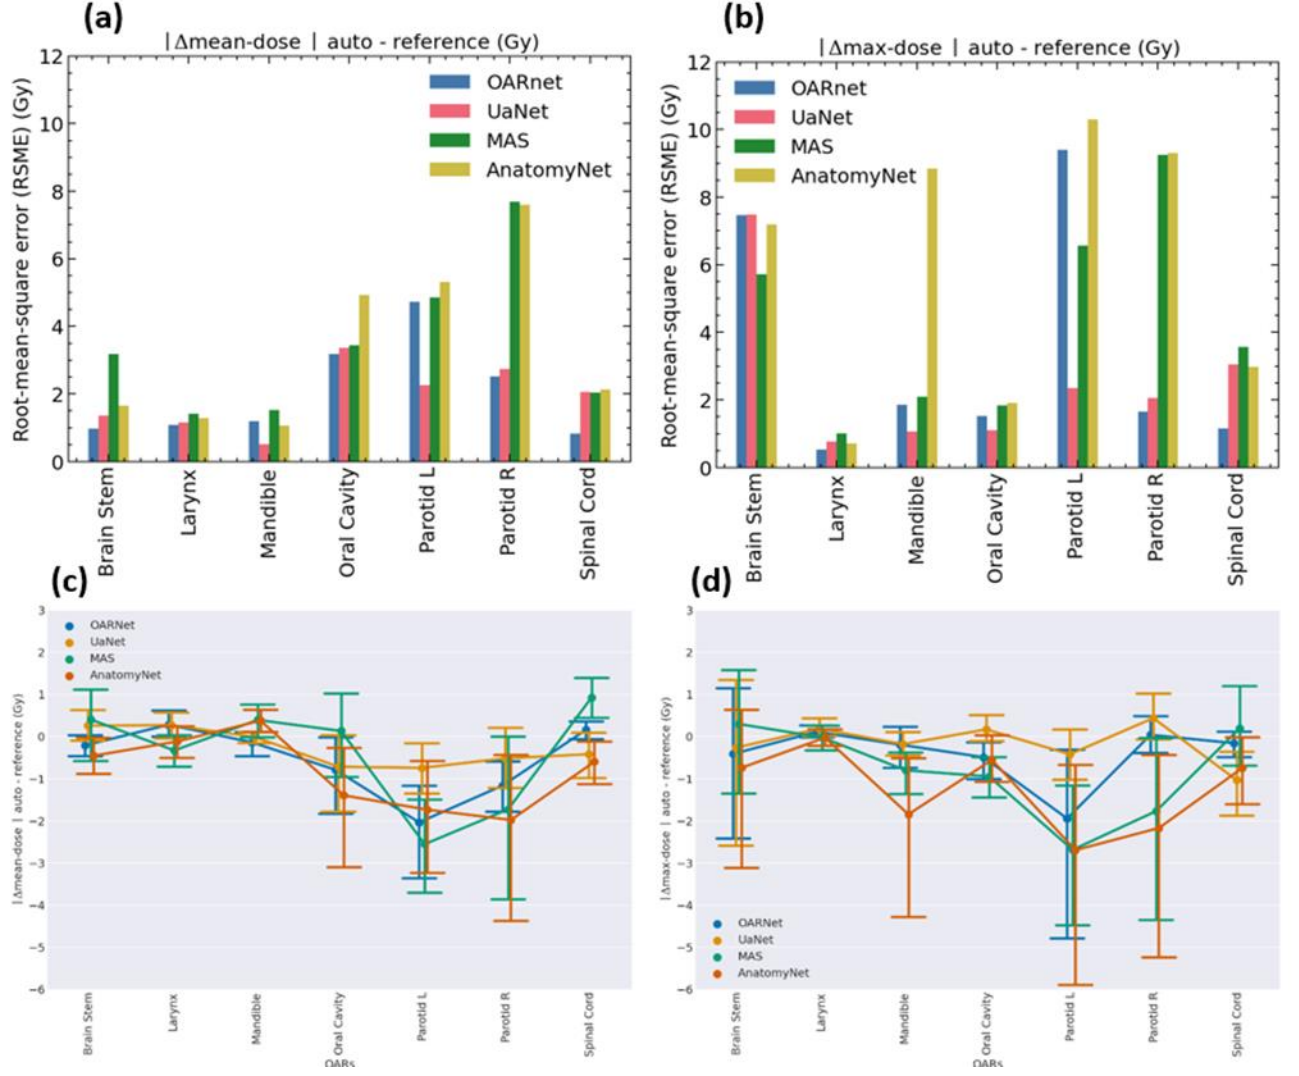 (a)
|Δmean-dose | auto - reference (Gy)
Root-mean-square error (RSME) (Gy)
12
10
8
6
4
2
0
OARnet
UaNet
MAS
AnatomyNet
Brain Stem
Larynx
Mandible
Oral Cavity
Parotid L
Parotid R
Spinal Cord
(b)
|Δmax-dose | auto - reference (Gy)
Root-mean-square error (RSME) (Gy)
12
10
8
6
4
2
0
OARnet
UaNet
MAS
AnatomyNet
Brain Stem
Larynx
Mandible
Oral Cavity
Parotid L
Parotid R
Spinal Cord
(c)
|Δmean-dose | auto - reference (Gy)
3
2
1
0
−1
−2
−3
−4
−5
−6
OARNet
UaNet
MAS
AnatomyNet
Brain Stem
Larynx
Mandible
Oral Cavity
Parotid L
Parotid R
Spinal Cord
OARs
(d)
|Δmax-dose | auto - reference (Gy)
3
2
1
0
−1
−2
−3
−4
−5
−6
OARNet
UaNet
MAS
AnatomyNet
Brain Stem
Larynx
Mandible
Oral Cavity
Parotid L
Parotid R
Spinal Cord
OARs